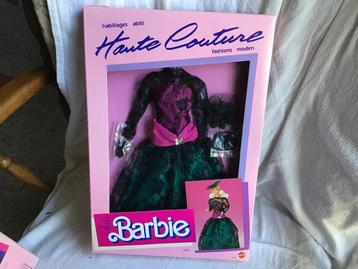 habillages abiti
Haute Couture
fashions moden
Barbie